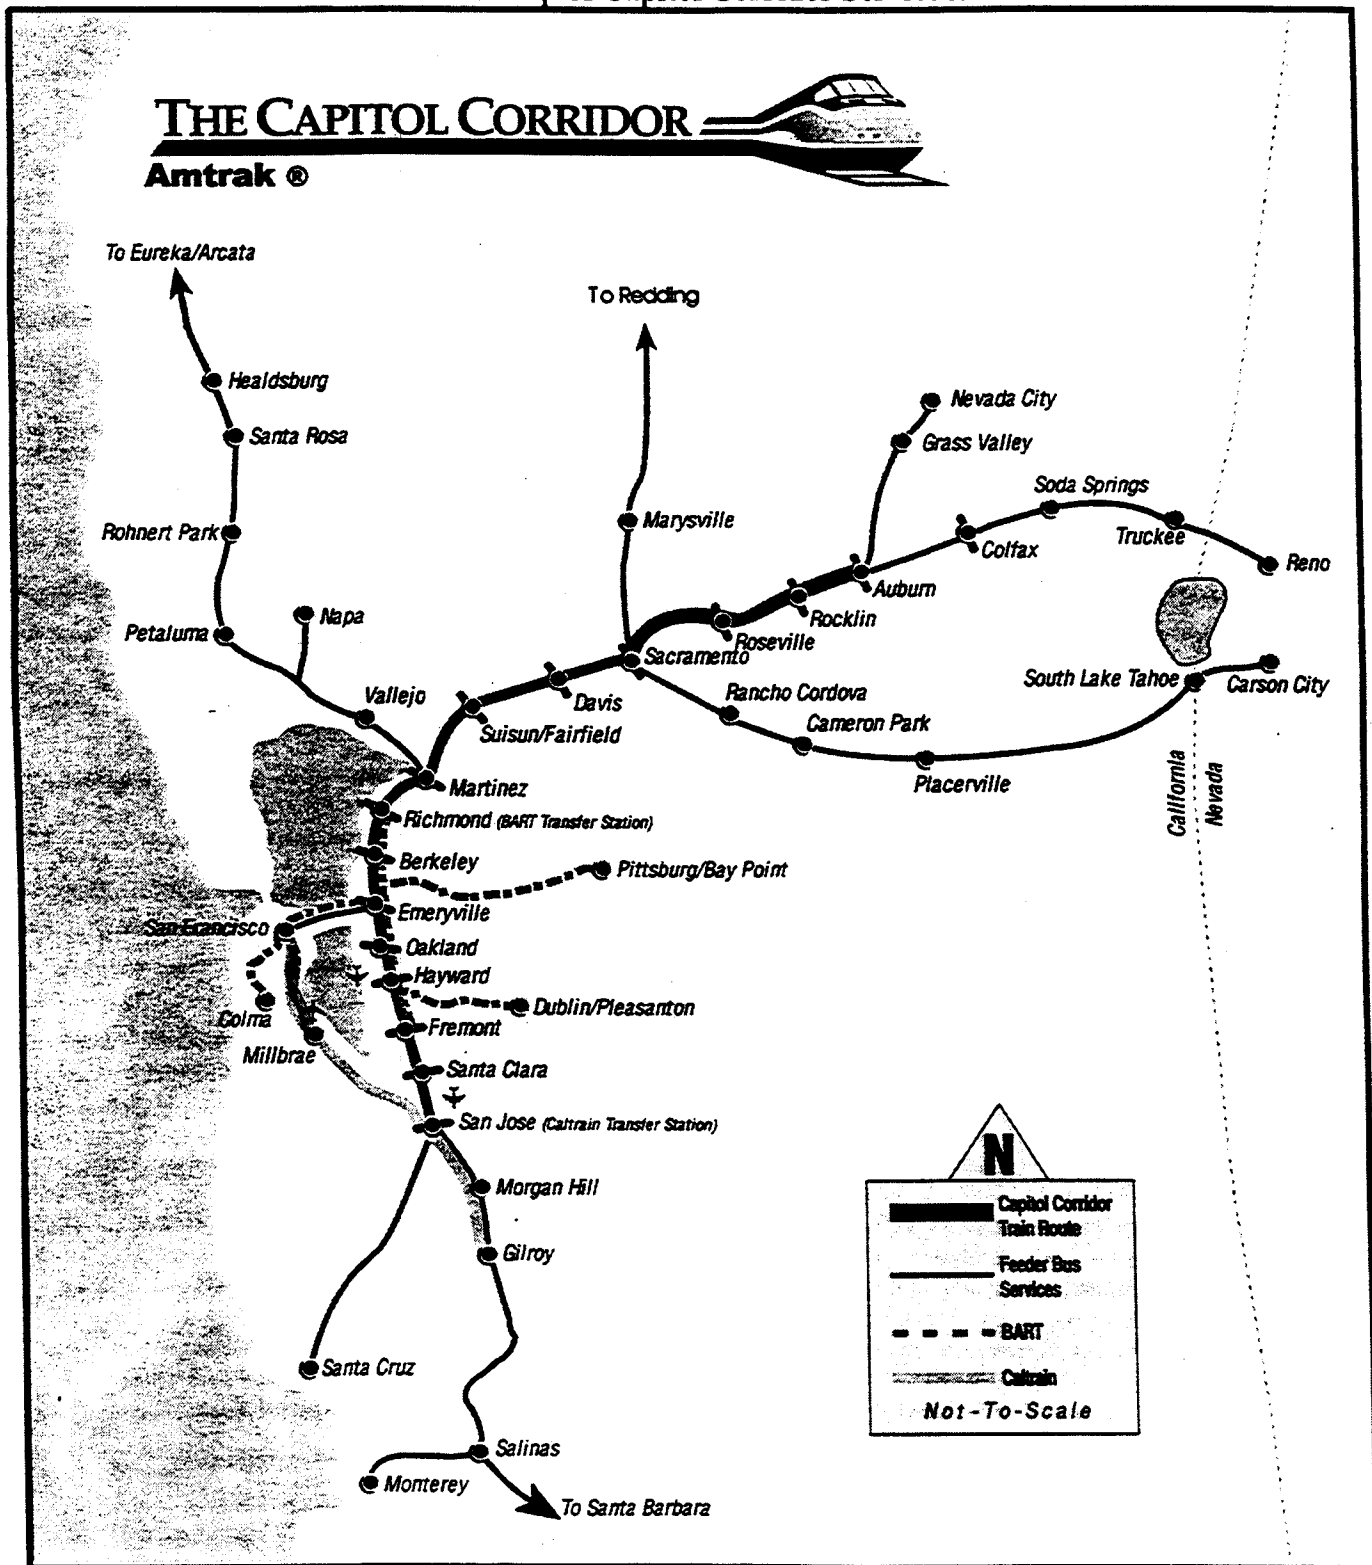 THE CAPITOL CORRIDOR
Amtrak ®
To Eureka/Arcata
To Redding
Healdsburg
Nevada City
Santa Rosa
Grass Valley
Soda Springs
Marysville
Rohnert Park
Colfax
Truckee
Reno
Auburn
Napa
Rocklin
Petaluma
Roseville
Sacramento
South Lake Tahoe
Carson City
Vallejo
Davis
Rancho Cordova
Suisun/Fairfield
Cameron Park
Placerville
California
Nevada
Martinez
Richmond (BART Transfer Station)
Berkeley
Pittsburg/Bay Point
Emeryville
San Francisco
Oakland
Hayward
Dublin/Pleasanton
Colma
Fremont
Millbrae
Santa Clara
San Jose (Caltrain Transfer Station)
N
Morgan Hill
Capitol Corridor
Train Route
Gilroy
Feeder Bus
Services
BART
Santa Cruz
Caltrain
Not-To-Scale
Salinas
Monterey
To Santa Barbara